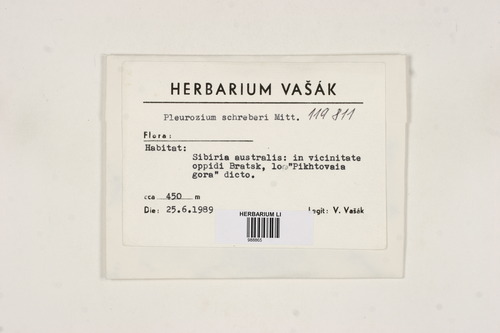 HERBARIUM VAŠÁK
Pleurozium schreberi Mitt. 119 811
Flora:
Habitat:
Sibiria australis: in vicinitate
oppidi Bratsk, loc "Pikhtovaia
gora" dicto.
cca 450 m
Die: 25.6.1989 Legit: V. Vašák
HERBARIUM LI